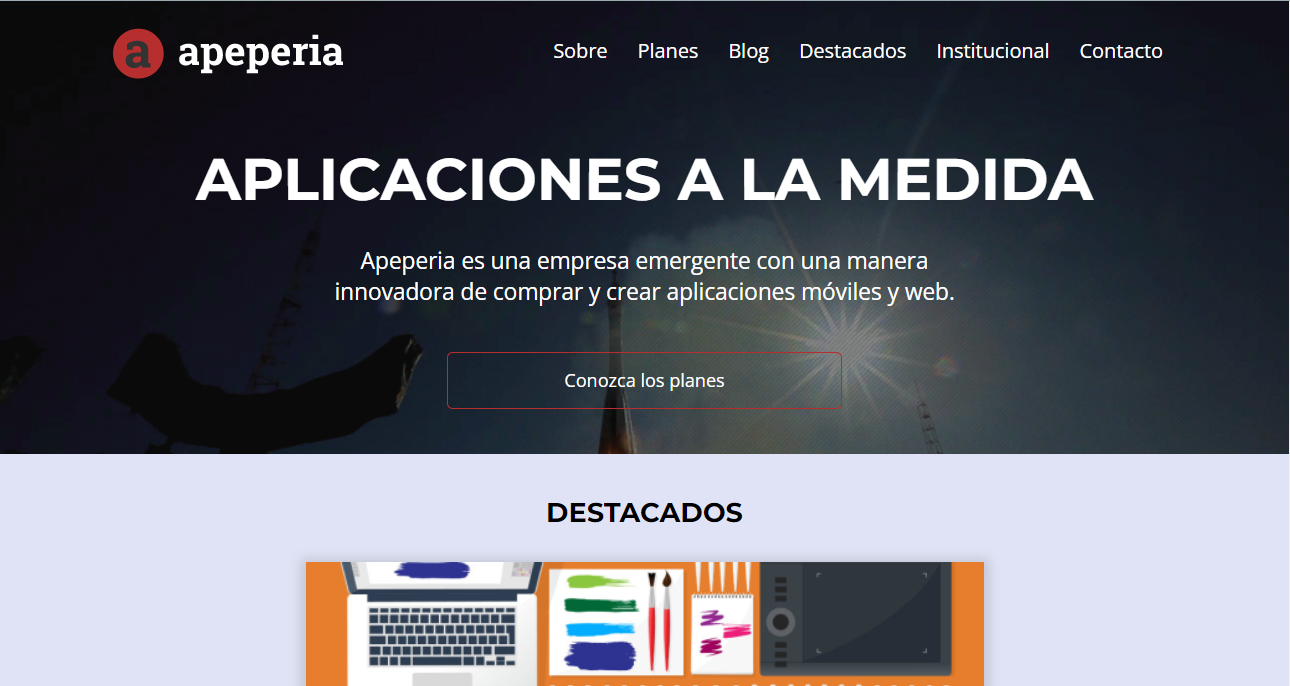 a apeperia
Sobre Planes Blog Destacados Institucional Contacto
APLICACIONES A LA MEDIDA
Apeperia es una empresa emergente con una manera
innovadora de comprar y crear aplicaciones móviles y web.
Conozca los planes
DESTACADOS